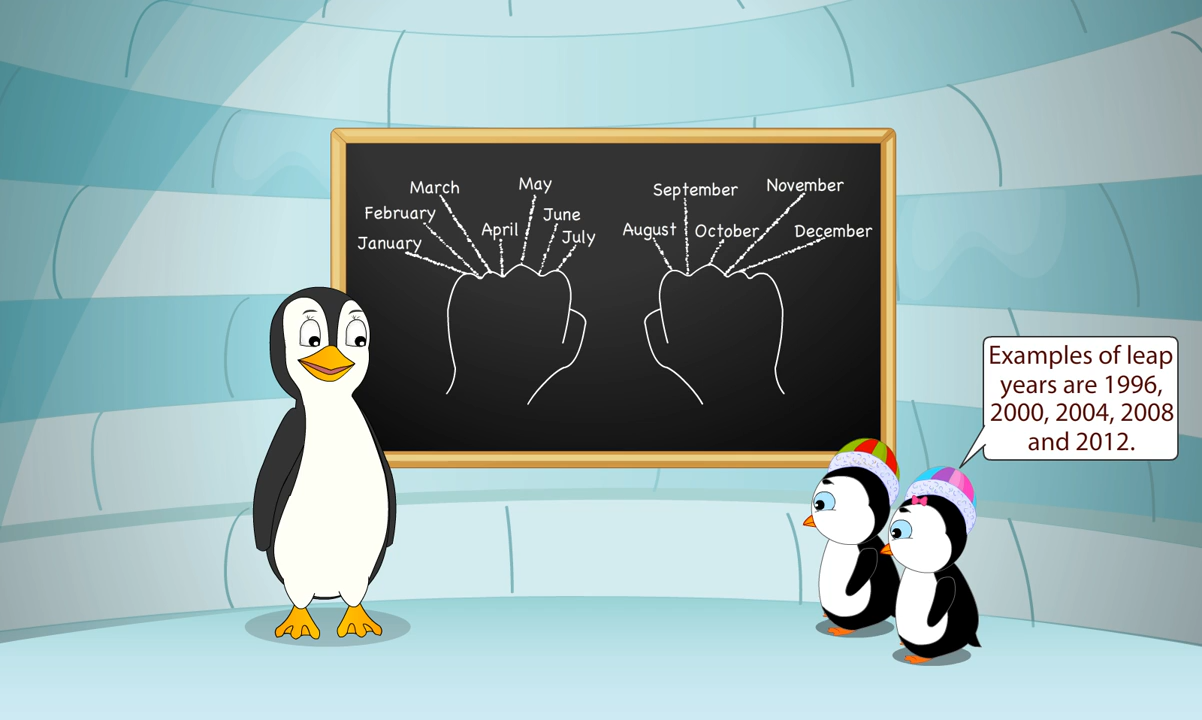 March
May
September
November
February
June
January
April
July
August
October
December
Examples of leap
years are 1996,
2000, 2004, 2008
and 2012.